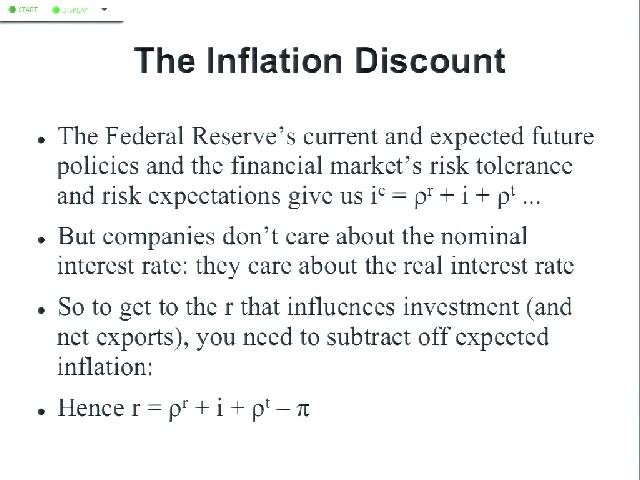 START DISPLAY
The Inflation Discount
• The Federal Reserve’s current and expected future
policies and the financial market’s risk tolerance
and risk expectations give us iᶜ = ρʳ + i + ρᵗ ...
• But companies don’t care about the nominal
interest rate: they care about the real interest rate
• So to get to the r that influences investment (and
net exports), you need to subtract off expected
inflation:
• Hence r = ρʳ + i + ρᵗ – π